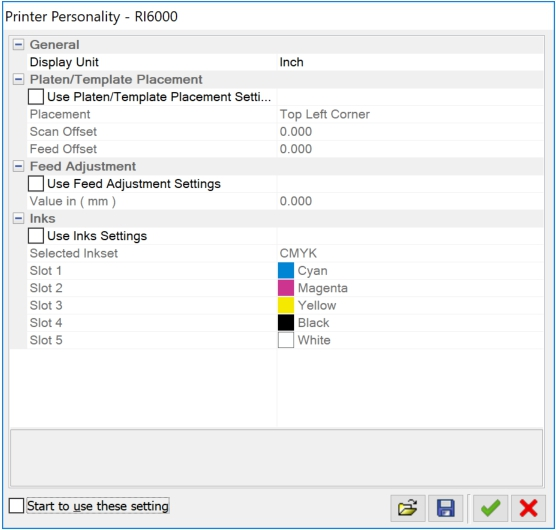 Printer Personality - RI6000
General
Display Unit Inch
Platen/Template Placement
Use Platen/Template Placement Setti...
Placement Top Left Corner
Scan Offset 0.000
Feed Offset 0.000
Feed Adjustment
Use Feed Adjustment Settings
Value in ( mm ) 0.000
Inks
Use Inks Settings
Selected Inkset CMYK
Slot 1 Cyan
Slot 2 Magenta
Slot 3 Yellow
Slot 4 Black
Slot 5 White
Start to use these setting